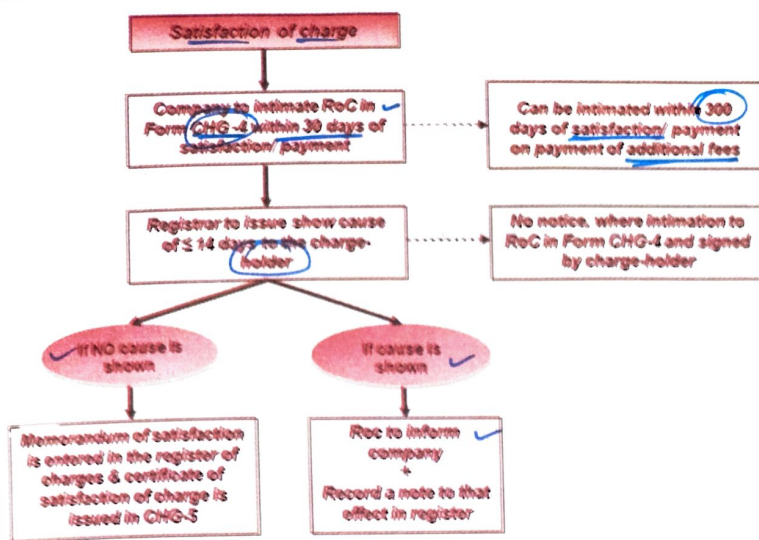 Satisfaction of charge
Company to intimate RoC in
Form CHG-4 within 30 days of
satisfaction/ payment
Can be intimated within 300
days of satisfaction/ payment
on payment of additional fees
Registrar to issue show cause
of ≤ 14 days to the charge-
holder
No notice, where intimation to
RoC in Form CHG-4 and signed
by charge-holder
If NO cause is
shown
If cause is
shown
Memorandum of satisfaction
is entered in the register of
charges & certificate of
satisfaction of charge is
issued in CHG-5
Roc to inform
company
+
Record a note to that
effect in register